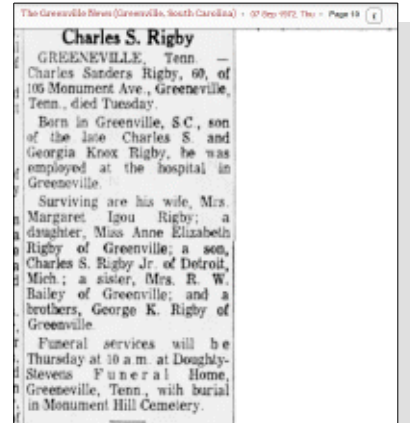 The Greenville News (Greenville, South Carolina) · 07 Sep 1972, Thu · Page 10
Charles S. Rigby
GREENEVILLE, Tenn. —
Charles Sanders Rigby, 60, of
105 Monument Ave., Greeneville,
Tenn., died Tuesday.
Born in Greenville, S.C., son
of the late Charles S. and
Georgia Knox Rigby, he was
employed at the hospital in
Greeneville.
Surviving are his wife, Mrs.
Margaret Igou Rigby; a
daughter, Miss Anne Elizabeth
Rigby of Greenville; a son,
Charles S. Rigby Jr. of Detroit,
Mich.; a sister, Mrs. R. W.
Bailey of Greenville; and a
brothers, George K. Rigby of
Greenville.
Funeral services will be
Thursday at 10 a.m. at Doughty-
Stevens Funeral Home,
Greeneville, Tenn., with burial
in Monument Hill Cemetery.